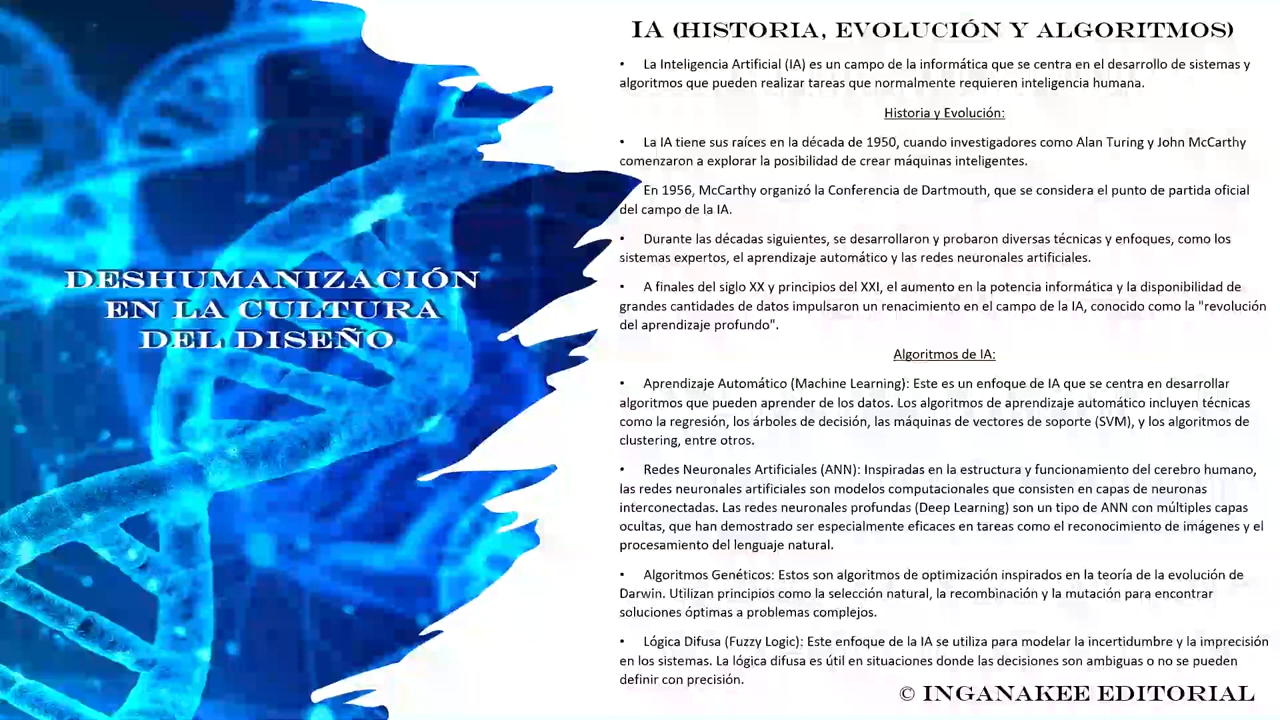 DESHUMANIZACIÓN
EN LA CULTURA
DEL DISEÑO
IA (HISTORIA, EVOLUCIÓN Y ALGORITMOS)
• La Inteligencia Artificial (IA) es un campo de la informática que se centra en el desarrollo de sistemas y
algoritmos que pueden realizar tareas que normalmente requieren inteligencia humana.
Historia y Evolución:
• La IA tiene sus raíces en la década de 1950, cuando investigadores como Alan Turing y John McCarthy
comenzaron a explorar la posibilidad de crear máquinas inteligentes.
En 1956, McCarthy organizó la Conferencia de Dartmouth, que se considera el punto de partida oficial
del campo de la IA.
• Durante las décadas siguientes, se desarrollaron y probaron diversas técnicas y enfoques, como los
sistemas expertos, el aprendizaje automático y las redes neuronales artificiales.
• A finales del siglo XX y principios del XXI, el aumento en la potencia informática y la disponibilidad de
grandes cantidades de datos impulsaron un renacimiento en el campo de la IA, conocido como la "revolución
del aprendizaje profundo".
Algoritmos de IA:
• Aprendizaje Automático (Machine Learning): Este es un enfoque de IA que se centra en desarrollar
algoritmos que pueden aprender de los datos. Los algoritmos de aprendizaje automático incluyen técnicas
como la regresión, los árboles de decisión, las máquinas de vectores de soporte (SVM), y los algoritmos de
clustering, entre otros.
• Redes Neuronales Artificiales (ANN): Inspiradas en la estructura y funcionamiento del cerebro humano,
las redes neuronales artificiales son modelos computacionales que consisten en capas de neuronas
interconectadas. Las redes neuronales profundas (Deep Learning) son un tipo de ANN con múltiples capas
ocultas, que han demostrado ser especialmente eficaces en tareas como el reconocimiento de imágenes y el
procesamiento del lenguaje natural.
• Algoritmos Genéticos: Estos son algoritmos de optimización inspirados en la teoría de la evolución de
Darwin. Utilizan principios como la selección natural, la recombinación y la mutación para encontrar
soluciones óptimas a problemas complejos.
• Lógica Difusa (Fuzzy Logic): Este enfoque de la IA se utiliza para modelar la incertidumbre y la imprecisión
en los sistemas. La lógica difusa es útil en situaciones donde las decisiones son ambiguas o no se pueden
definir con precisión.
© INGANAKEE EDITORIAL